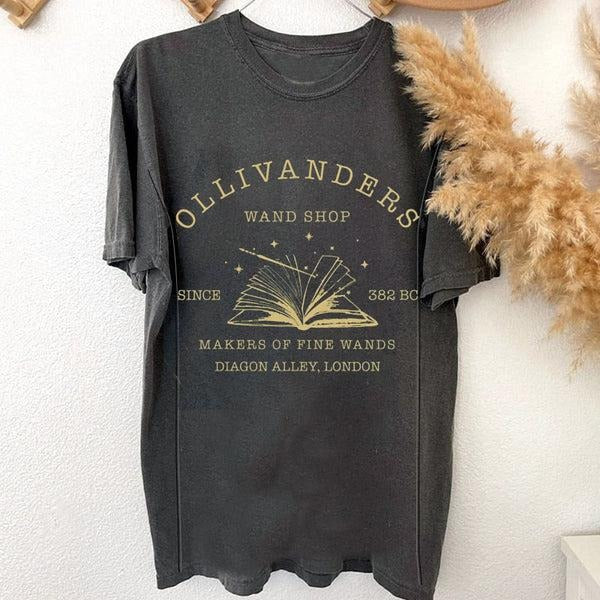 OLLIVANDERS
WAND SHOP
SINCE 382 BC
MAKERS OF FINE WANDS
DIAGON ALLEY, LONDON